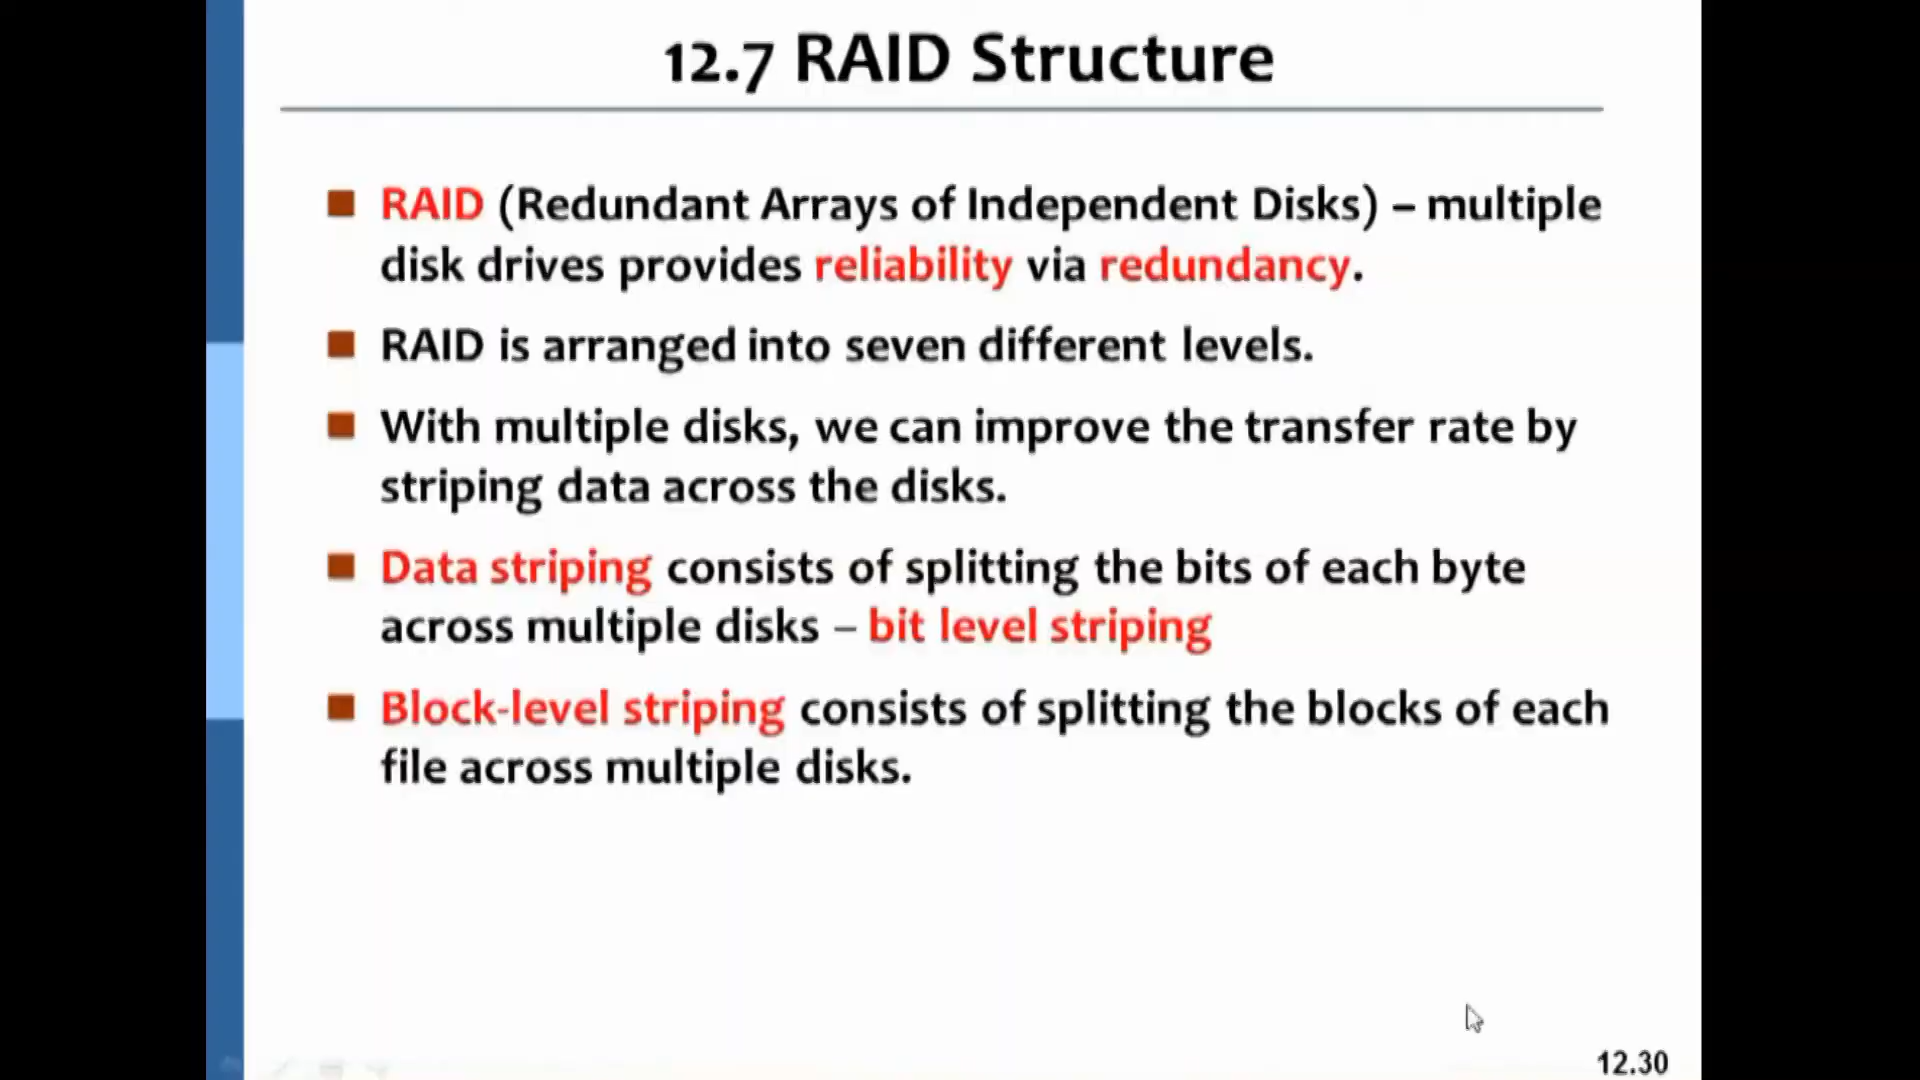 12.7 RAID Structure
RAID (Redundant Arrays of Independent Disks) – multiple
disk drives provides reliability via redundancy.
RAID is arranged into seven different levels.
With multiple disks, we can improve the transfer rate by
striping data across the disks.
Data striping consists of splitting the bits of each byte
across multiple disks – bit level striping
Block-level striping consists of splitting the blocks of each
file across multiple disks.
12.30